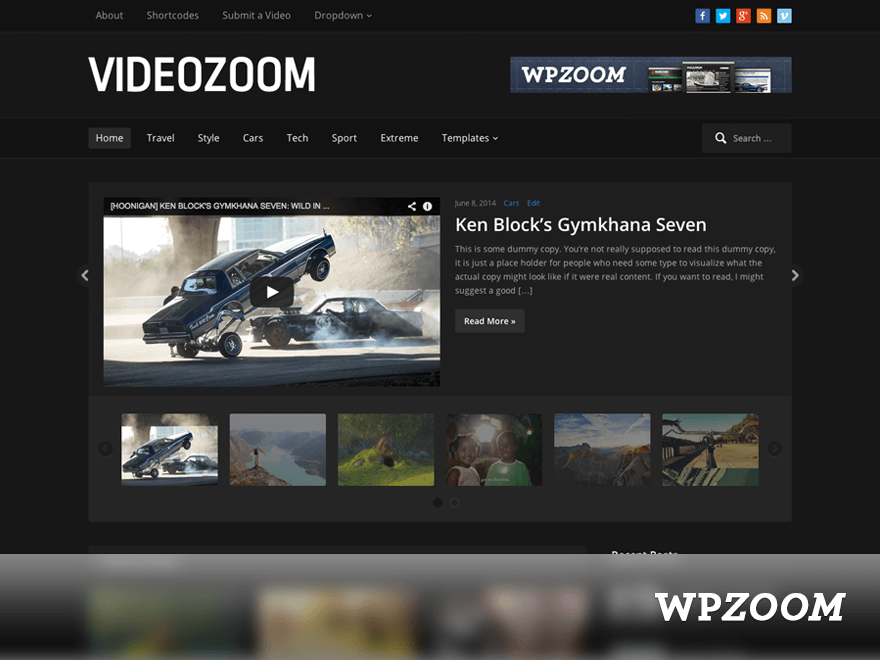 About Shortcodes Submit a Video Dropdown
VIDEOZOOM
WPZOOM
Home Travel Style Cars Tech Sport Extreme Templates Search ...
[HOONIGAN] KEN BLOCK'S GYMKHANA SEVEN: WILD IN ...
June 8, 2014 Cars Edit
Ken Block’s Gymkhana Seven
This is some dummy copy. You’re not really supposed to read this dummy copy,
it is just a place holder for people who need some type to visualize what the
actual copy might look like if it were real content. If you want to read, I might
suggest a good […]
Read More »
Recent Posts
WPZOOM